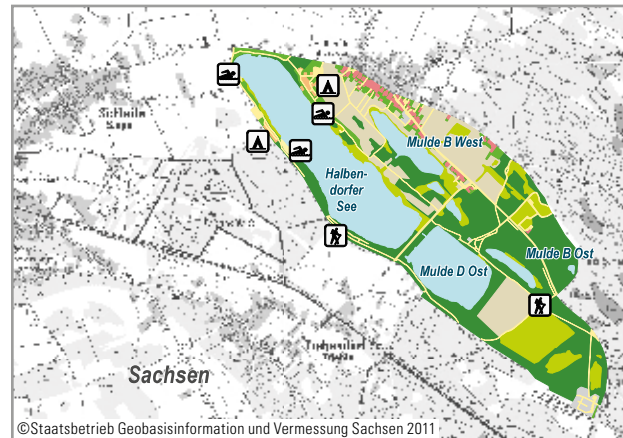 Mulde B West
Halben-
dorfer
See
Mulde B Ost
Mulde D Ost
Sachsen
©Staatsbetrieb Geobasisinformation und Vermessung Sachsen 2011